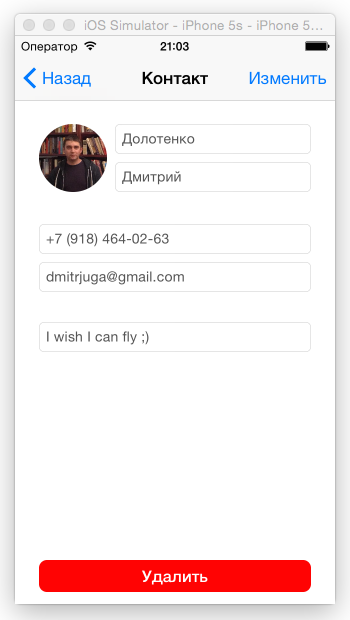 iOS Simulator - iPhone 5s - iPhone 5...
Оператор 21:03
Назад Контакт Изменить
Долотенко
Дмитрий
+7 (918) 464-02-63
dmitrjuga@gmail.com
I wish I can fly ;)
Удалить